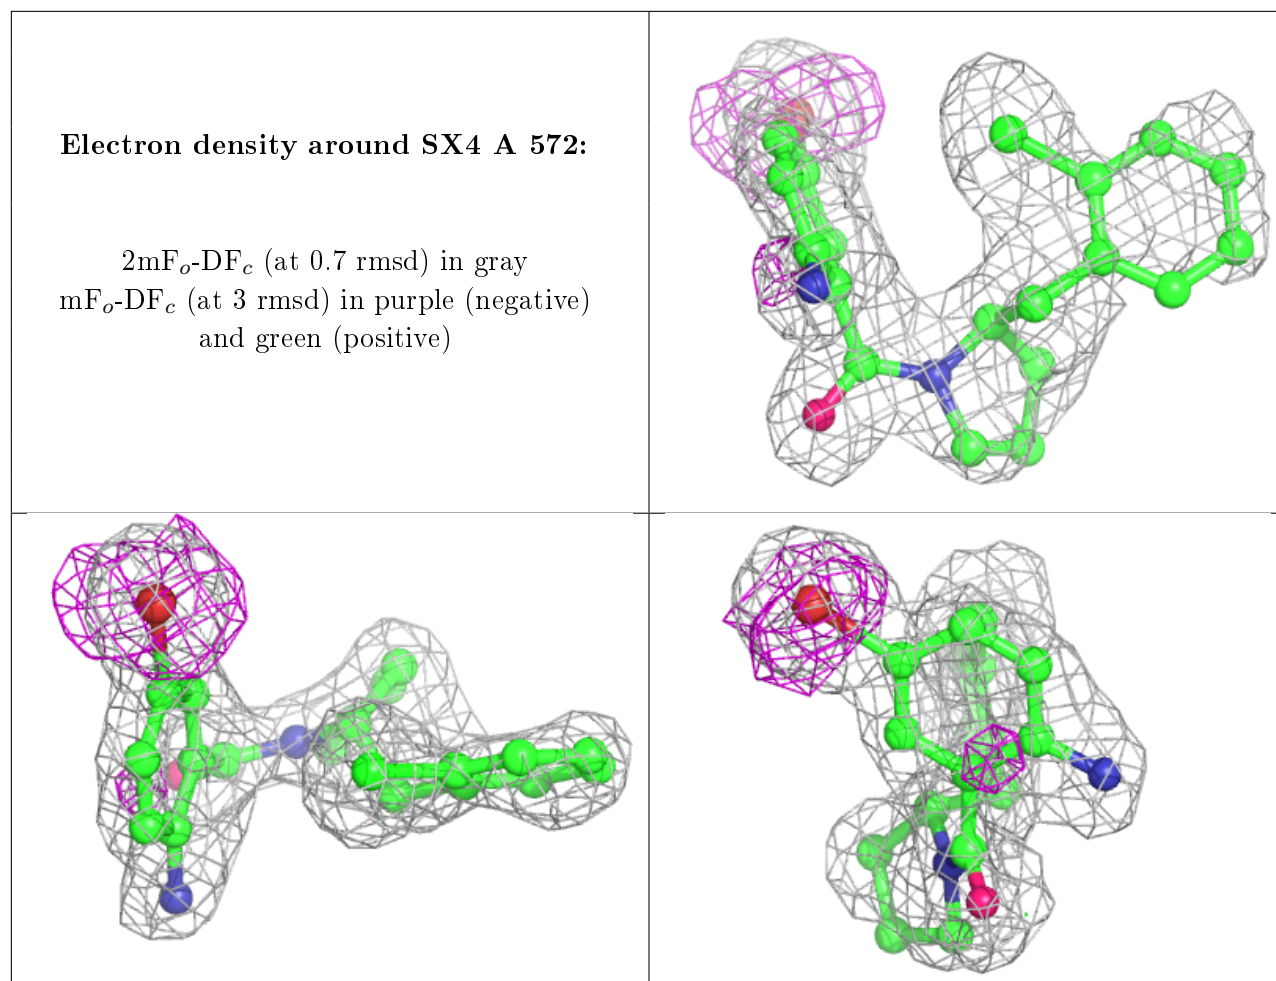 Electron density around SX4 A 572:
2mFo-DFc (at 0.7 rmsd) in gray
mFo-DFc (at 3 rmsd) in purple (negative)
and green (positive)